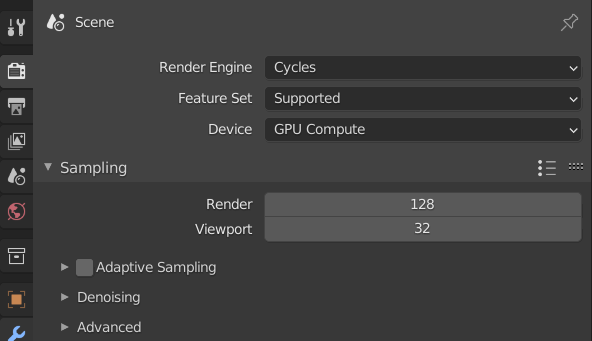 Scene
Render Engine Cycles
Feature Set Supported
Device GPU Compute
Sampling
Render 128
Viewport 32
Adaptive Sampling
Denoising
Advanced